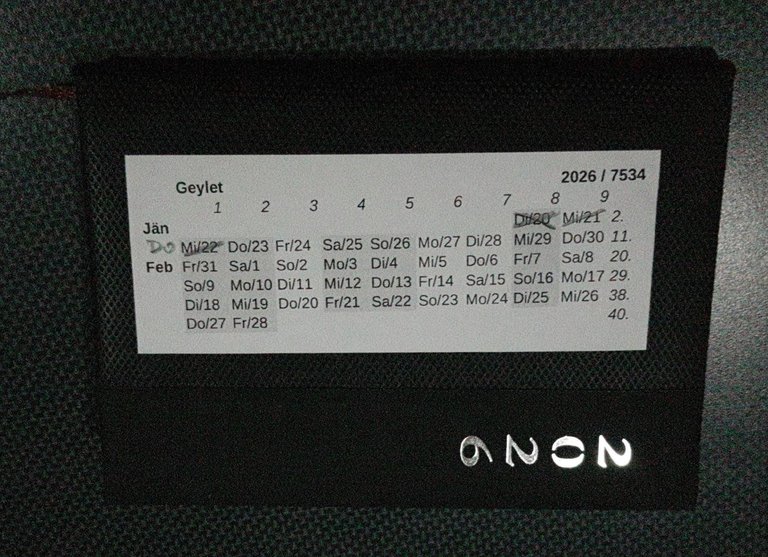 Geylet 2026 / 7534
1 2 3 4 5 6 7 8 9
Jän Di/20 Mi/21 2.
Do Mi/22 Do/23 Fr/24 Sa/25 So/26 Mo/27 Di/28 Mi/29 Do/30 11.
Feb Fr/31 Sa/1 So/2 Mo/3 Di/4 Mi/5 Do/6 Fr/7 Sa/8 20.
So/9 Mo/10 Di/11 Mi/12 Do/13 Fr/14 Sa/15 So/16 Mo/17 29.
Di/18 Mi/19 Do/20 Fr/21 Sa/22 So/23 Mo/24 Di/25 Mi/26 38.
Do/27 Fr/28 40.
2026